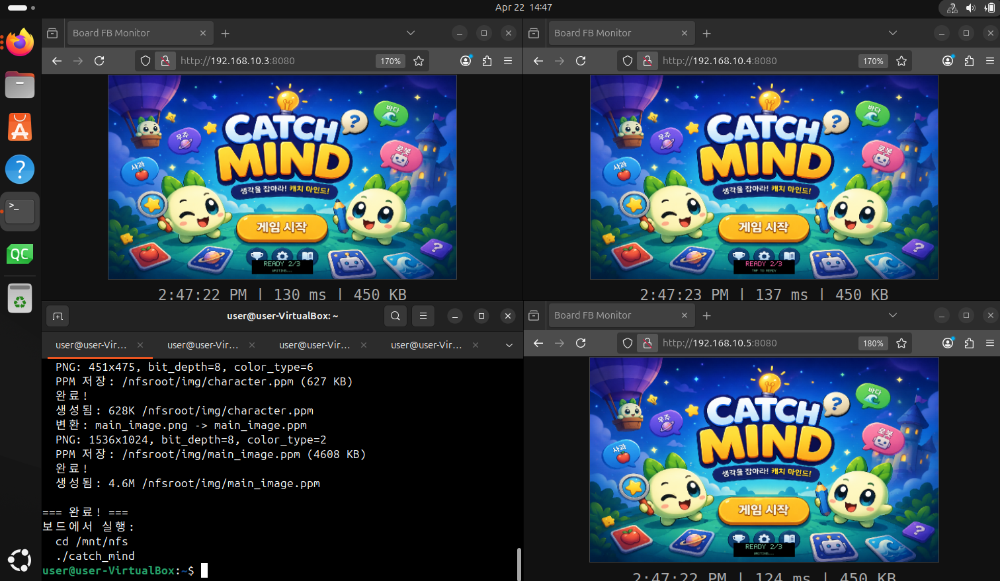 Apr 22 14:47
Board FB Monitor
http://192.168.10.3:8080
170%
CATCH
MIND
?
바다
우주
로봇
사과
생각을 잡아라! 캐치 마인드!
게임 시작
READY 2/3
WAITING...
?
2:47:22 PM | 130 ms | 450 KB
Board FB Monitor
http://192.168.10.4:8080
170%
CATCH
MIND
?
바다
우주
로봇
사과
생각을 잡아라! 캐치 마인드!
게임 시작
READY 2/3
TAP TO READY
?
2:47:23 PM | 137 ms | 450 KB
user@user-VirtualBox: ~
user@user-Vir...
user@user-Vir...
user@user-Vir...
user@user-Vir...
PNG: 451x475, bit_depth=8, color_type=6
PPM 저장: /nfsroot/img/character.ppm (627 KB)
완료!
생성됨: 628K /nfsroot/img/character.ppm
변환: main_image.png -> main_image.ppm
PNG: 1536x1024, bit_depth=8, color_type=2
PPM 저장: /nfsroot/img/main_image.ppm (4608 KB)
완료!
생성됨: 4.6M /nfsroot/img/main_image.ppm
=== 완료! ===
보드에서 실행:
cd /mnt/nfs
./catch_mind
user@user-VirtualBox:~$
Board FB Monitor
http://192.168.10.5:8080
180%
CATCH
MIND
?
바다
우주
로봇
사과
생각을 잡아라! 캐치 마인드!
게임 시작
READY 2/3
WAITING...
?
2:47:22 PM | 124 ms | 450 KB
>_
?
QC